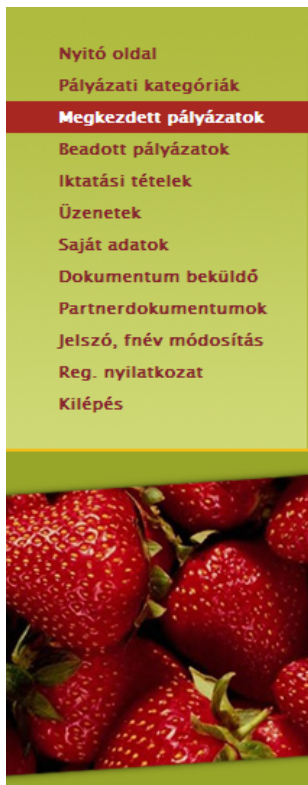 Nyitó oldal
Pályázati kategóriák
Megkezdett pályázatok
Beadott pályázatok
Iktatási tételek
Üzenetek
Saját adatok
Dokumentum beküldő
Partnerdokumentumok
Jelszó, fnév módosítás
Reg. nyilatkozat
Kilépés